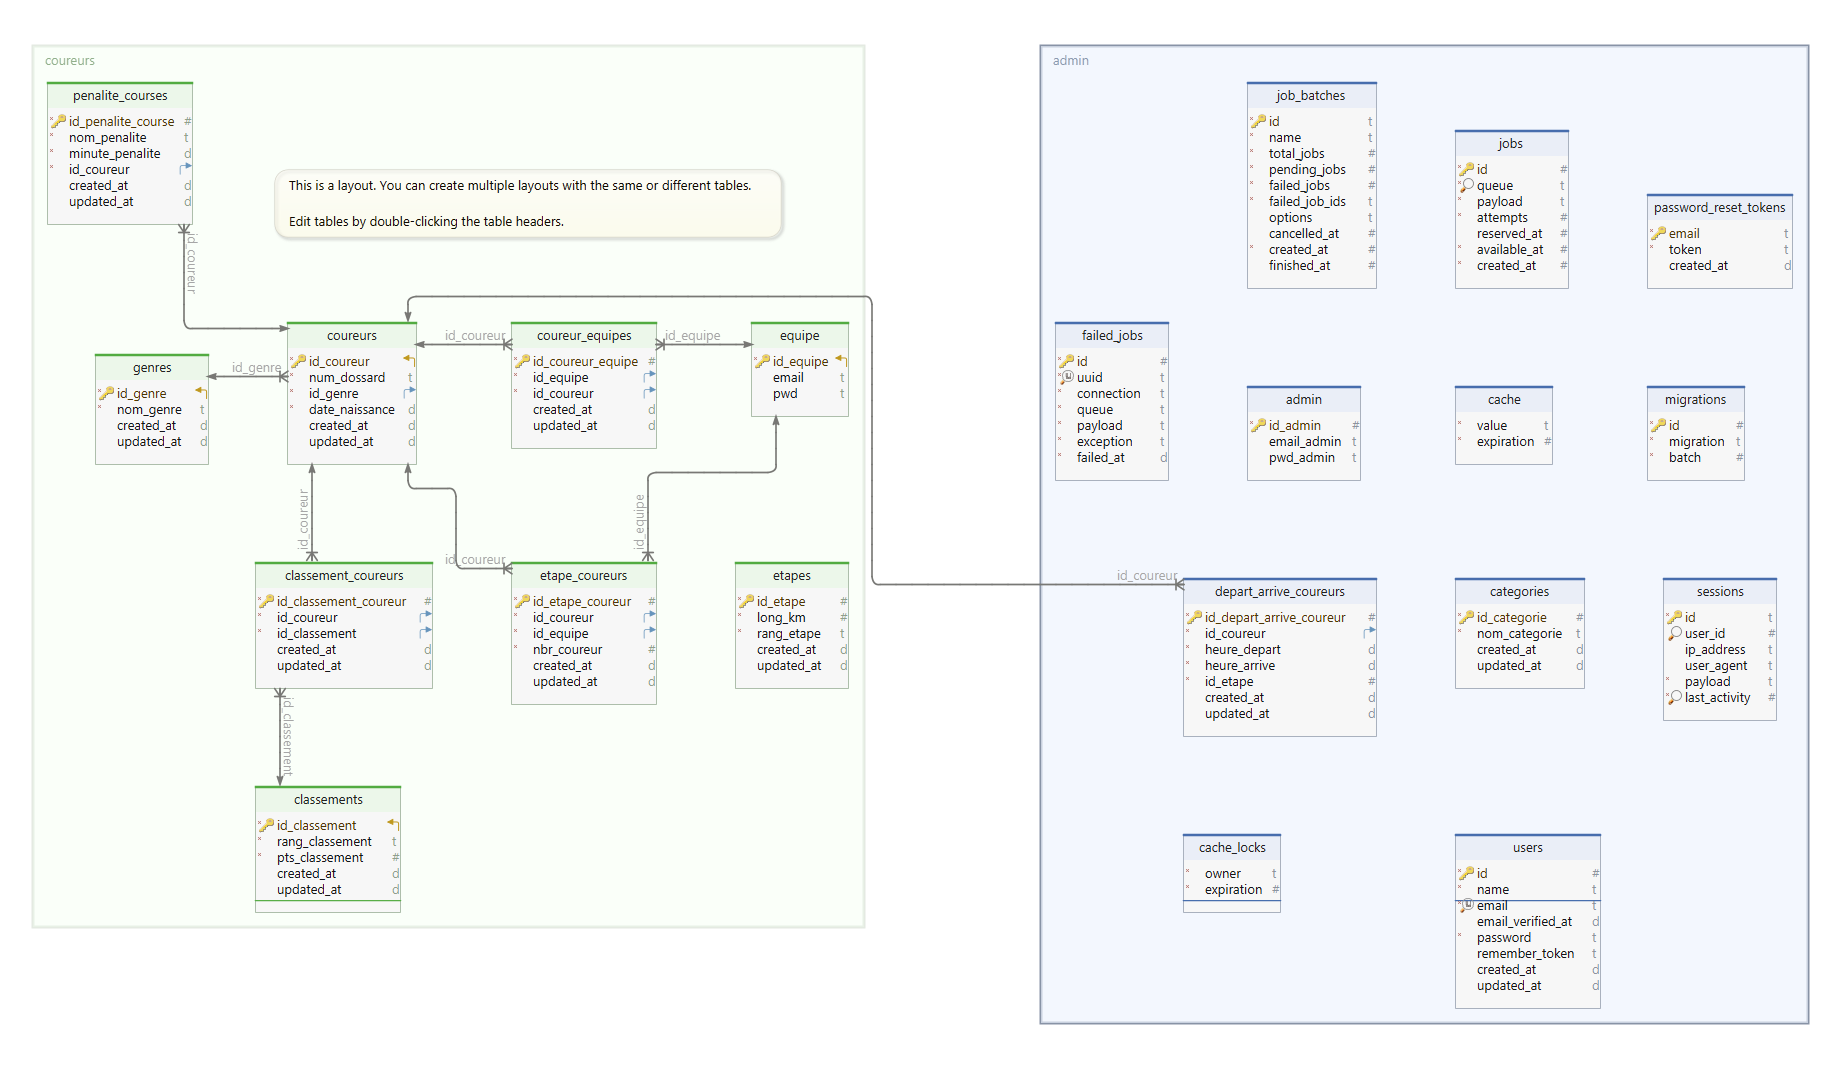 coureurs
penalite_courses
id_penalite_course #
nom_penalite t
minute_penalite d
id_coureur
created_at d
updated_at d
This is a layout. You can create multiple layouts with the same or different tables.
Edit tables by double-clicking the table headers.
id_coureur
genres
id_genre
nom_genre t
created_at d
updated_at d
id_genre
coureurs
id_coureur
num_dossard t
id_genre
date_naissance d
created_at d
updated_at d
id_coureur
coureur_equipes
id_coureur_equipe #
id_equipe
id_coureur
created_at d
updated_at d
id_equipe
equipe
id_equipe
email t
pwd t
id_coureur
id_coureur
id_equipe
classement_coureurs
id_classement_coureur #
id_coureur
id_classement
created_at d
updated_at d
etape_coureurs
id_etape_coureur #
id_coureur
id_equipe
nbr_coureur #
created_at d
updated_at d
etapes
id_etape #
long_km #
rang_etape t
created_at d
updated_at d
id_classement
classements
id_classement
rang_classement t
pts_classement #
created_at d
updated_at d
admin
job_batches
id t
name t
total_jobs #
pending_jobs #
failed_jobs #
failed_job_ids t
options t
cancelled_at #
created_at #
finished_at #
jobs
id #
queue t
payload t
attempts #
reserved_at #
available_at #
created_at #
password_reset_tokens
email t
token t
created_at d
failed_jobs
id #
uuid t
connection t
queue t
payload t
exception t
failed_at d
admin
id_admin #
email_admin t
pwd_admin t
cache
value t
expiration #
migrations
id #
migration t
batch #
id_coureur
depart_arrive_coureurs
id_depart_arrive_coureur #
id_coureur
heure_depart d
heure_arrive d
id_etape #
created_at d
updated_at d
categories
id_categorie #
nom_categorie t
created_at d
updated_at d
sessions
id t
user_id #
ip_address t
user_agent t
payload t
last_activity #
cache_locks
owner t
expiration #
users
id #
name t
email t
email_verified_at d
password t
remember_token t
created_at d
updated_at d